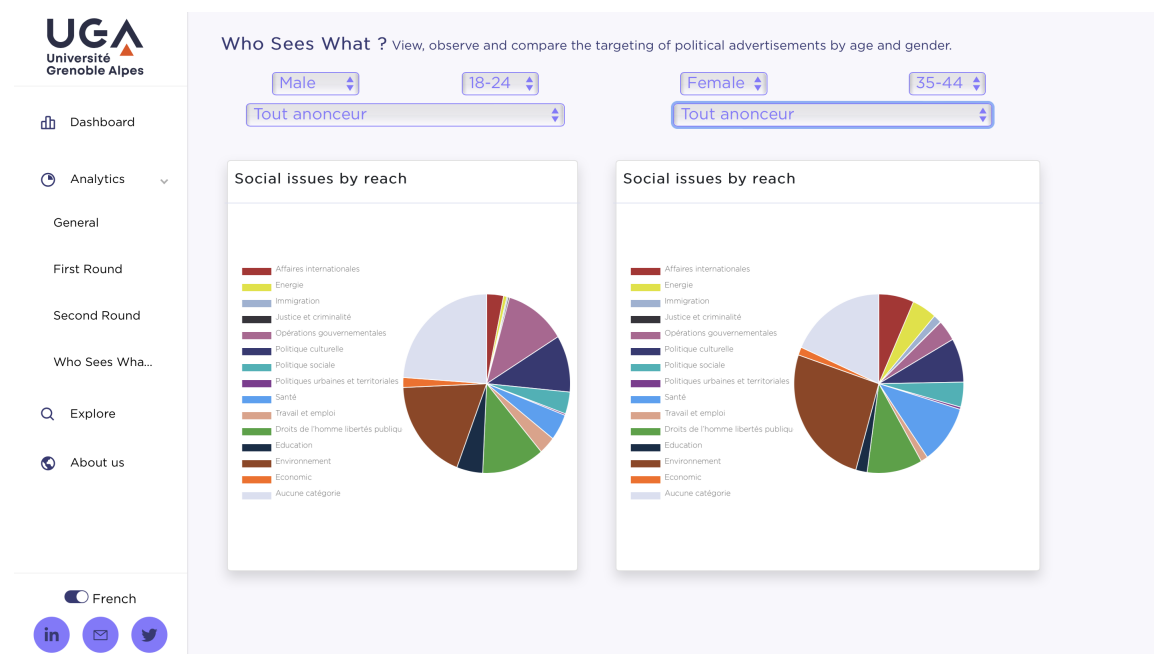 UGA
Université
Grenoble Alpes
Dashboard
Analytics
General
First Round
Second Round
Who Sees Wha...
Explore
About us
French
in
Who Sees What ? View, observe and compare the targeting of political advertisements by age and gender.
Male 18-24
Tout anonceur
Female 35-44
Tout anonceur
Social issues by reach
Affaires internationales
Energie
Immigration
Justice et criminalité
Opérations gouvernementales
Politique culturelle
Politique sociale
Politiques urbaines et territoriales
Santé
Travail et emploi
Droits de l'homme libertés publiqu
Education
Environnement
Economic
Aucune catégorie
Social issues by reach
Affaires internationales
Energie
Immigration
Justice et criminalité
Opérations gouvernementales
Politique culturelle
Politique sociale
Politiques urbaines et territoriales
Santé
Travail et emploi
Droits de l'homme libertés publiqu
Education
Environnement
Economic
Aucune catégorie